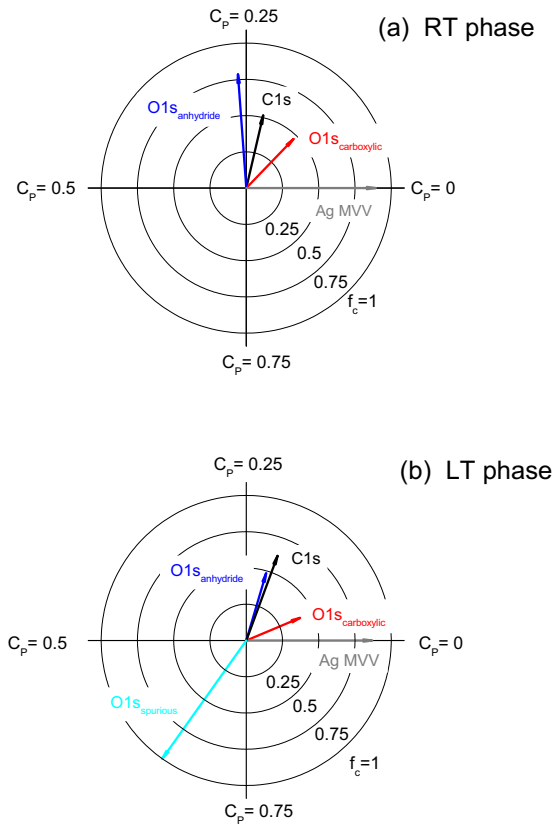 C_P= 0.25
(a) RT phase
C1s
O1s_anhydride
O1s_carboxylic
C_P= 0.5
C_P= 0
Ag MVV
0.25
0.5
0.75
f_c=1
C_P= 0.75
C_P= 0.25
(b) LT phase
C1s
O1s_anhydride
O1s_carboxylic
C_P= 0.5
C_P= 0
Ag MVV
0.25
O1s_spurious
0.5
0.75
f_c=1
C_P= 0.75